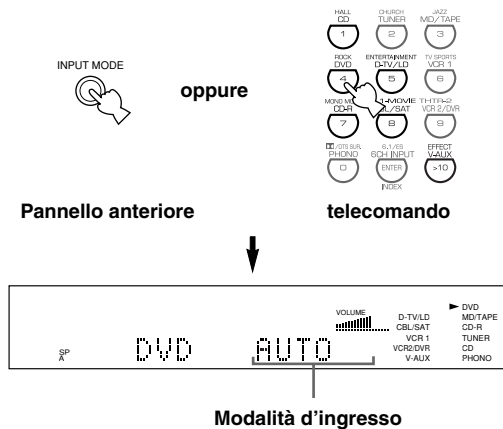 HALL CHURCH JAZZ
CD TUNER MD/TAPE
1 2 3
ROCK ENTERTAINMENT TV SPORTS
DVD D-TV/LD VCR 1
4 5 6
MONO MO 1-MOVIE THTR-2
CD-R BL/SAT VCR 2/DVR
7 8 9
/DTS SUR. 6.1/ES EFFECT
PHONO 6CH INPUT V-AUX
0 ENTER >10
INDEX
INPUT MODE
oppure
Pannello anteriore telecomando
VOLUME
D-TV/LD
CBL/SAT
VCR 1
VCR2/DVR
V-AUX
DVD
MD/TAPE
CD-R
TUNER
CD
PHONO
SP
A
DVD AUTO
Modalità d'ingresso